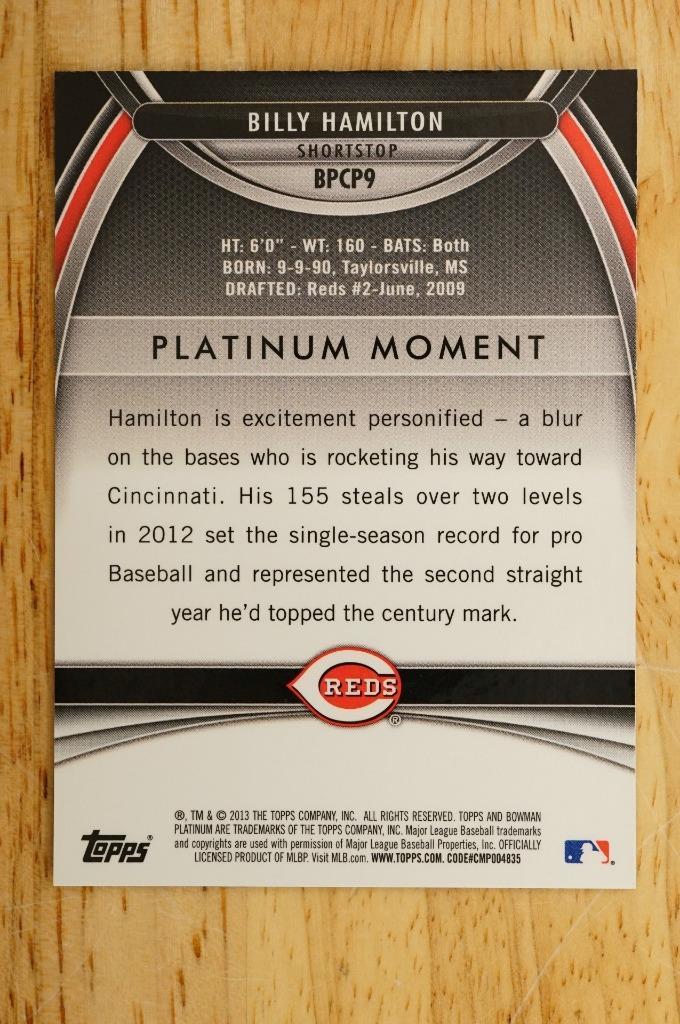 BILLY HAMILTON
SHORTSTOP
BPCP9
HT: 6'0" - WT: 160 - BATS: Both
BORN: 9-9-90, Taylorsville, MS
DRAFTED: Reds #2-June, 2009
PLATINUM MOMENT
Hamilton is excitement personified – a blur
on the bases who is rocketing his way toward
Cincinnati. His 155 steals over two levels
in 2012 set the single-season record for pro
Baseball and represented the second straight
year he'd topped the century mark.
REDS
®
®, TM & © 2013 THE TOPPS COMPANY, INC. ALL RIGHTS RESERVED. TOPPS AND BOWMAN
PLATINUM ARE TRADEMARKS OF THE TOPPS COMPANY, INC. Major League Baseball trademarks
and copyrights are used with permission of Major League Baseball Properties, Inc. OFFICIALLY
LICENSED PRODUCT OF MLBP. Visit MLB.com. WWW.TOPPS.COM. CODE#CMP004835
topps®